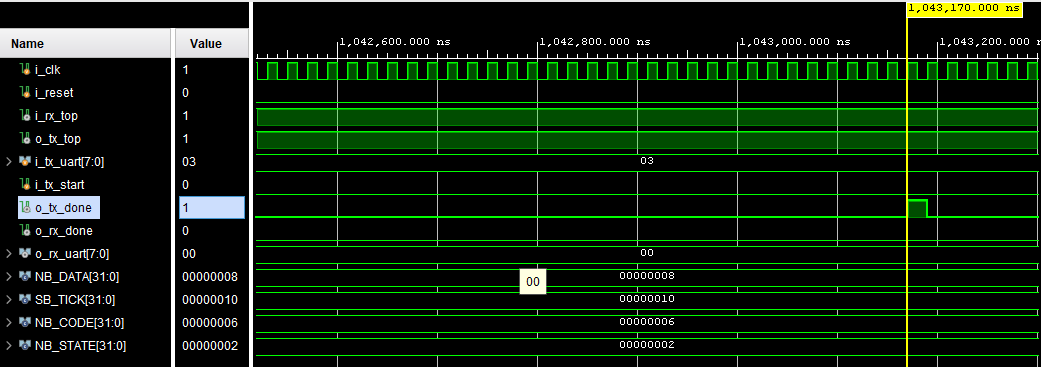 1,043,170.000 ns
Name Value
1,042,600.000 ns 1,042,800.000 ns 1,043,000.000 ns 1,043,200.000 ns
i_clk 1
i_reset 0
i_rx_top 1
o_tx_top 1
i_tx_uart[7:0] 03 03
i_tx_start 0
o_tx_done 1
o_rx_done 0
o_rx_uart[7:0] 00 00
NB_DATA[31:0] 00000008 00000008
00
SB_TICK[31:0] 00000010 00000010
NB_CODE[31:0] 00000006 00000006
NB_STATE[31:0] 00000002 00000002